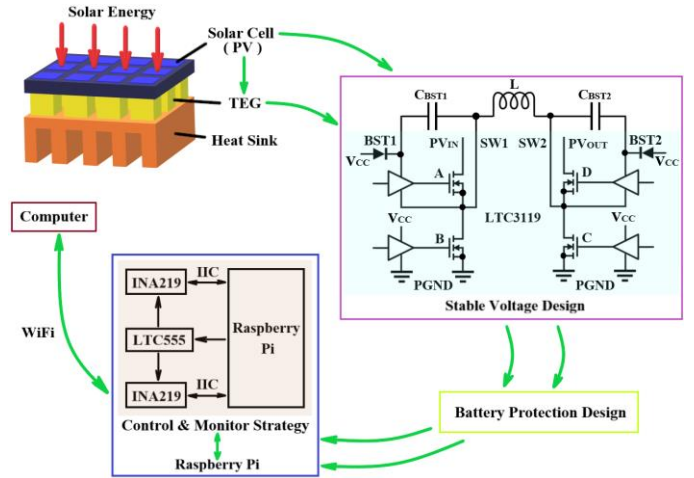 Solar Energy
Solar Cell
( PV )
TEG
Heat Sink
CBST1
L
CBST2
BST1
PVIN
SW1
SW2
PVOUT
BST2
VCC
VCC
A
D
LTC3119
VCC
VCC
B
C
PGND
PGND
Stable Voltage Design
Computer
WiFi
INA219
IIC
LTC555
Raspberry
Pi
INA219
IIC
Control & Monitor Strategy
Raspberry Pi
Battery Protection Design